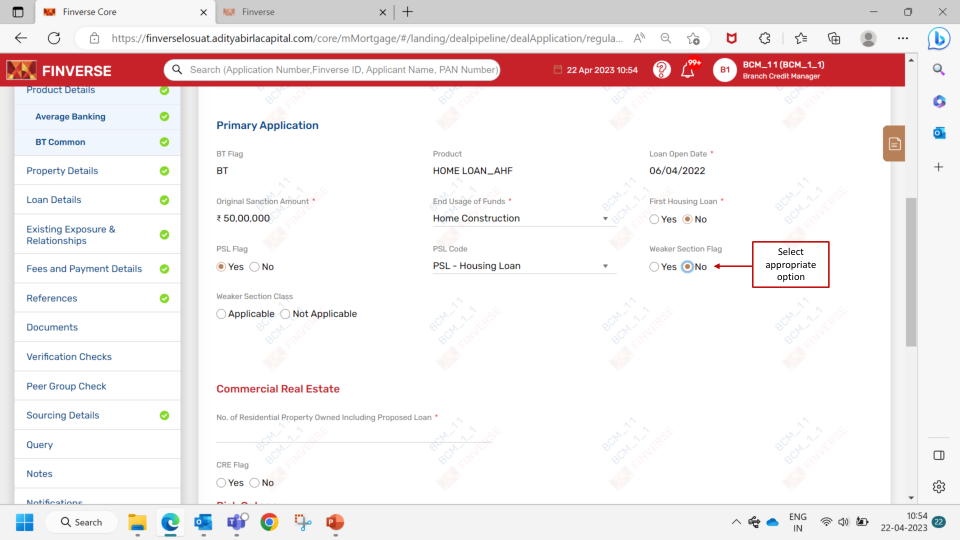 Finverse Core
Finverse
https://finverselosuat.adityabirlacapital.com/core/mMortgage/#/landing/dealpipeline/dealApplication/regula...
FINVERSE
Search (Application Number,Finverse ID, Applicant Name, PAN Number)
22 Apr 2023 10:54
99+
B1
BCM_11 (BCM_1_1)
Branch Credit Manager
Product Details
Average Banking
BT Common
Property Details
Loan Details
Existing Exposure &
Relationships
Fees and Payment Details
References
Documents
Verification Checks
Peer Group Check
Sourcing Details
Query
Notes
Notifications
Primary Application
BT Flag
Product
Loan Open Date *
BT
HOME LOAN_AHF
06/04/2022
Original Sanction Amount *
End Usage of Funds *
First Housing Loan *
₹ 50,00,000
Home Construction
Yes No
PSL Flag
PSL Code
Weaker Section Flag
Yes No
PSL - Housing Loan
Yes No
Select
appropriate
option
Weaker Section Class
Applicable Not Applicable
Commercial Real Estate
No. of Residential Property Owned Including Proposed Loan *
CRE Flag
Yes No
BCM_11
BCM_1_1
FINVERSE
Search
ENG
IN
10:54
22-04-2023
22